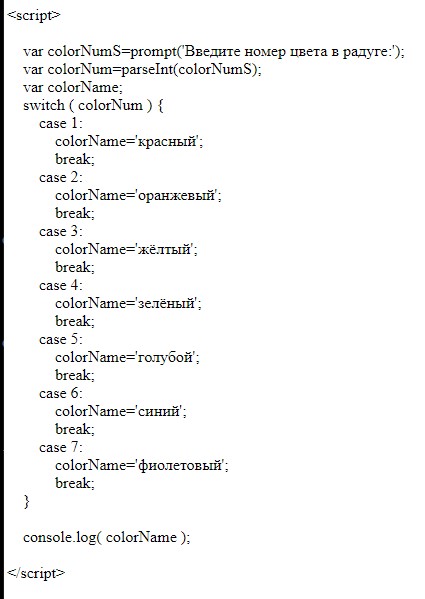 <script>
var colorNumS=prompt('Введите номер цвета в радуге:');
var colorNum=parseInt(colorNumS);
var colorName;
switch ( colorNum ) {
case 1:
colorName='красный';
break;
case 2:
colorName='оранжевый';
break;
case 3:
colorName='жёлтый';
break;
case 4:
colorName='зелёный';
break;
case 5:
colorName='голубой';
break;
case 6:
colorName='синий';
break;
case 7:
colorName='фиолетовый';
break;
}
console.log( colorName );
</script>